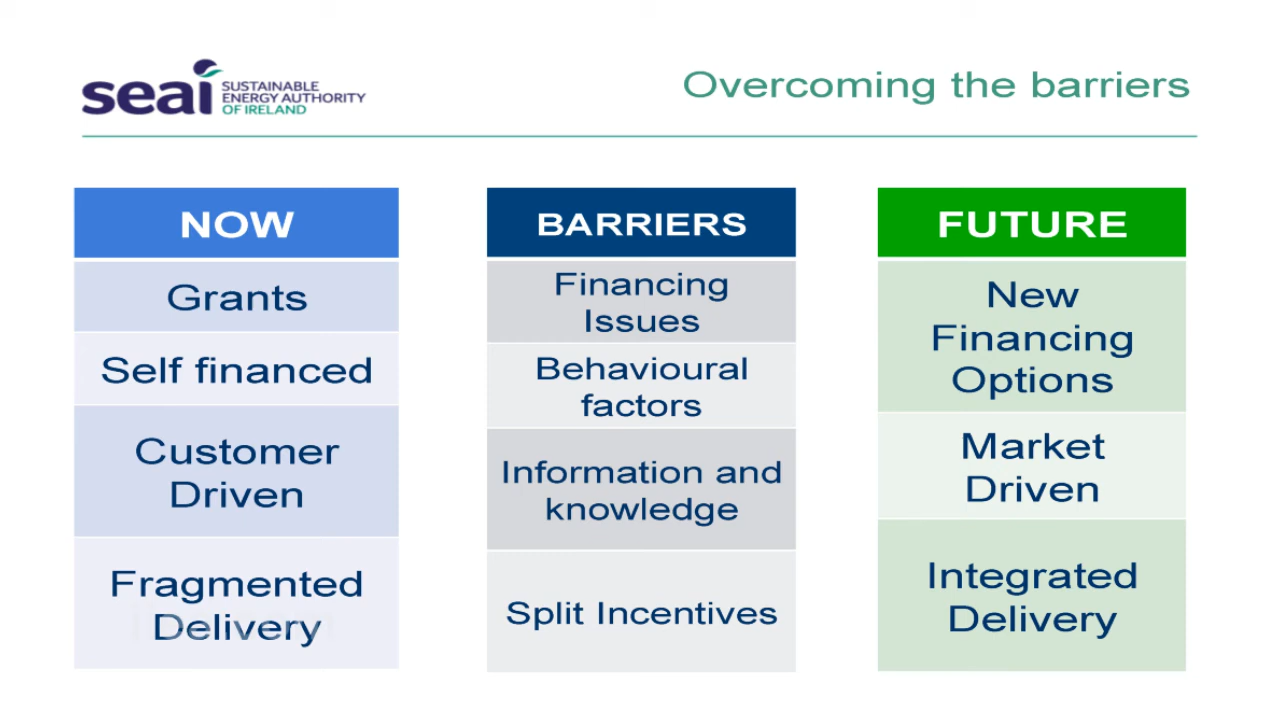 seai
SUSTAINABLE
ENERGY AUTHORITY
OF IRELAND
Overcoming the barriers
NOW
Grants
Self financed
Customer
Driven
Fragmented
Delivery
BARRIERS
Financing
Issues
Behavioural
factors
Information and
knowledge
Split Incentives
FUTURE
New
Financing
Options
Market
Driven
Integrated
Delivery